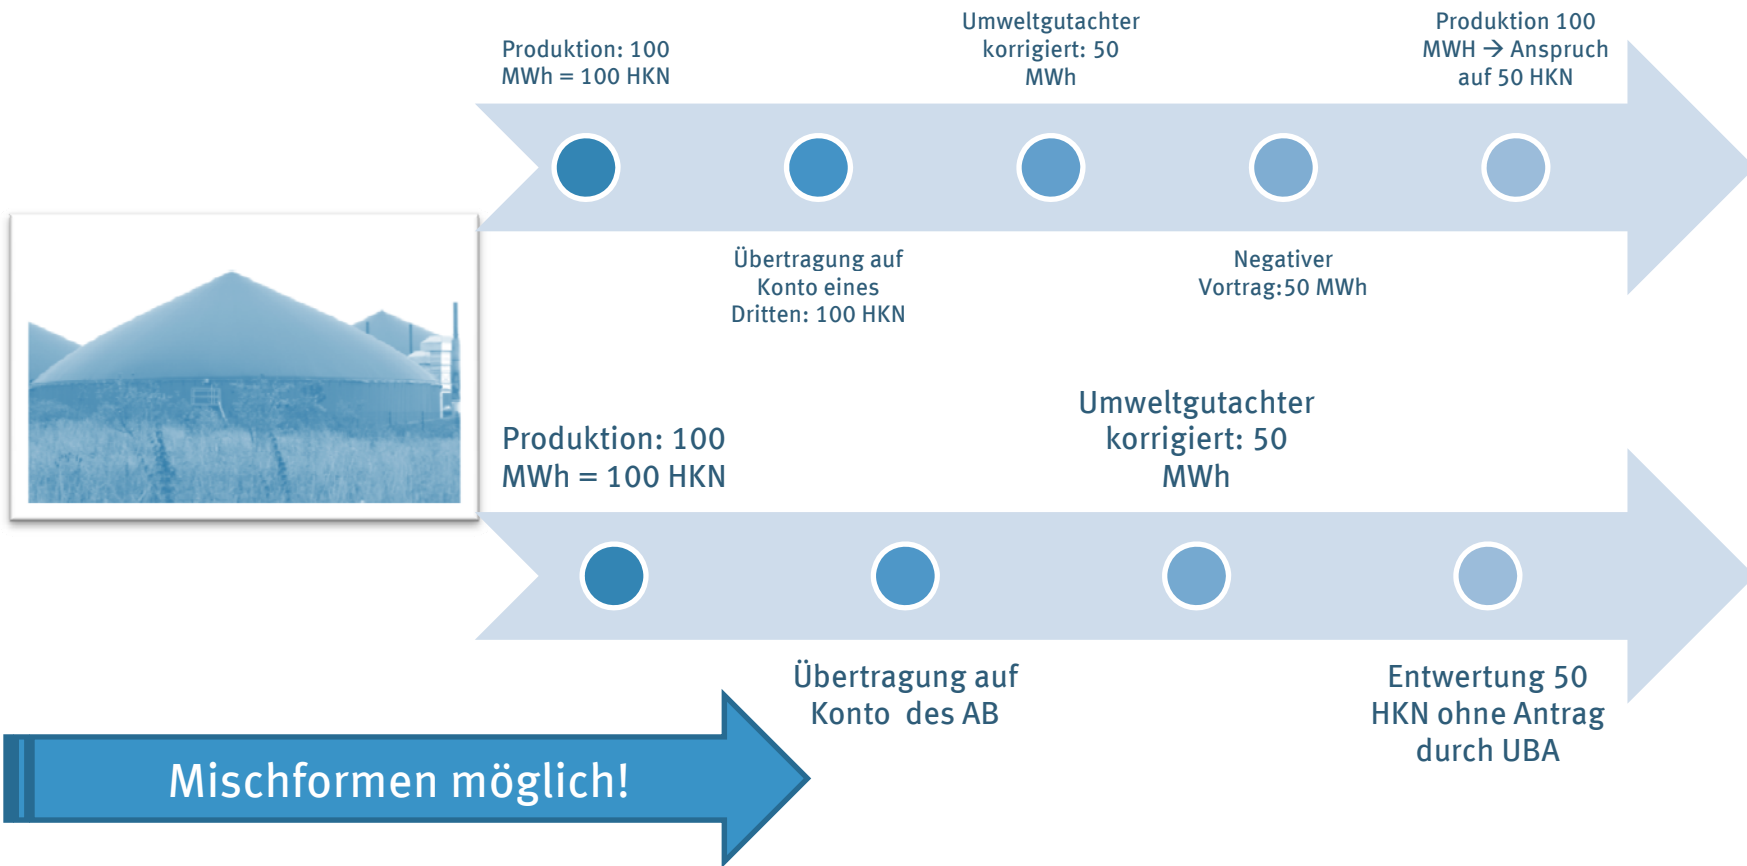 Produktion: 100
MWh = 100 HKN
Übertragung auf
Konto eines
Dritten: 100 HKN
Umweltgutachter
korrigiert: 50
MWh
Negativer
Vortrag:50 MWh
Produktion 100
MWH → Anspruch
auf 50 HKN
Produktion: 100
MWh = 100 HKN
Übertragung auf
Konto  des AB
Umweltgutachter
korrigiert: 50
MWh
Entwertung 50
HKN ohne Antrag
durch UBA
Mischformen möglich!